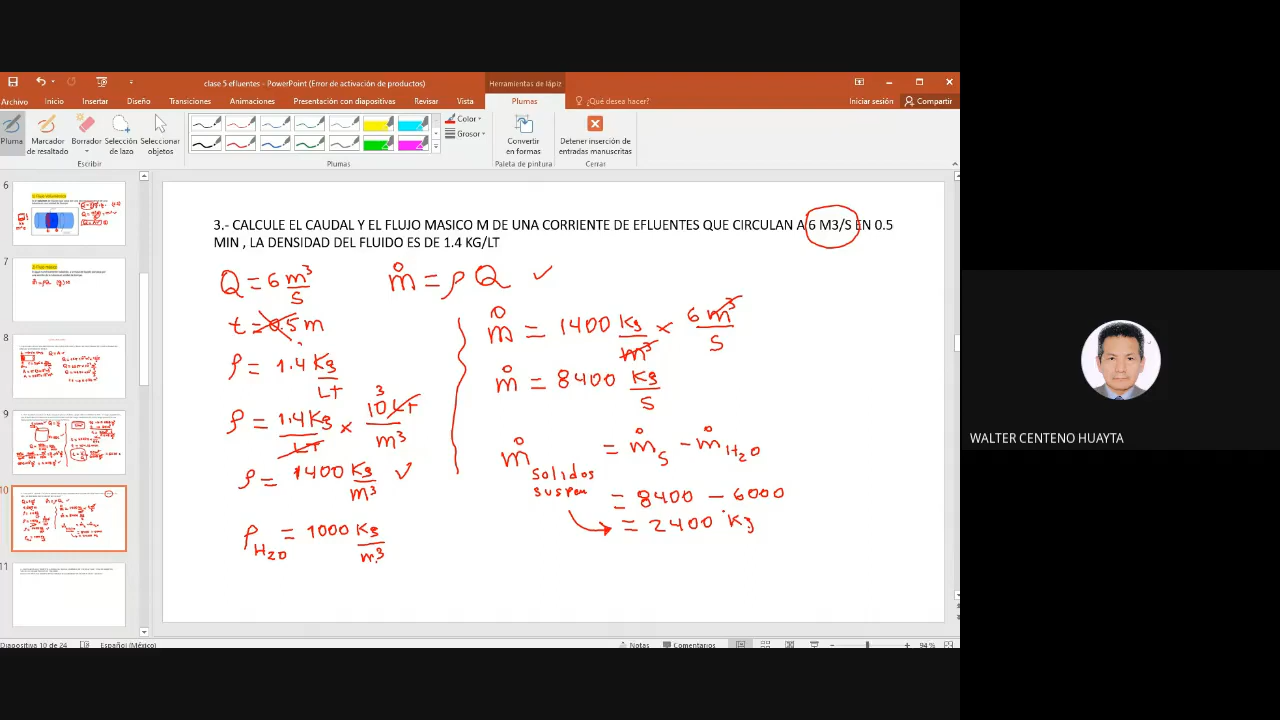 clase 5 efluentes - PowerPoint (Error de activación de productos)
Herramientas de lápiz
Archivo Inicio Insertar Diseño Transiciones Animaciones Presentación con diapositivas Revisar Vista Plumas ¿Qué desea hacer? Iniciar sesión Compartir
Pluma
Marcador de resaltado
Borrador
Selección de lazo
Seleccionar objetos
Color
Grosor
Convertir en formas
Detener inserción de entradas manuscritas
Escribir Plumas Paleta de pintura Cerrar
6
7
8
9
10
11
3.- CALCULE EL CAUDAL Y EL FLUJO MASICO M DE UNA CORRIENTE DE EFLUENTES QUE CIRCULAN A 6 M3/S EN 0.5
MIN , LA DENSIDAD DEL FLUIDO ES DE 1.4 KG/LT
Q = 6 m³/S
t = 0.5 m
ρ = 1.4 Kg/LT
ρ = 1.4 Kg/LT × 10³ LT/m³
ρ = 1400 Kg/m³ ✓
ρH2O = 1000 Kg/m³
ṁ = ρ Q ✓
ṁ = 1400 Kg/m³ × 6 m³/S
ṁ = 8400 Kg/S
ṁ solidos suspen = ṁS - ṁH2O
= 8400 - 6000
= 2400 Kg
WALTER CENTENO HUAYTA
Diapositiva 10 de 24 Español (México) Notas Comentarios 94 %